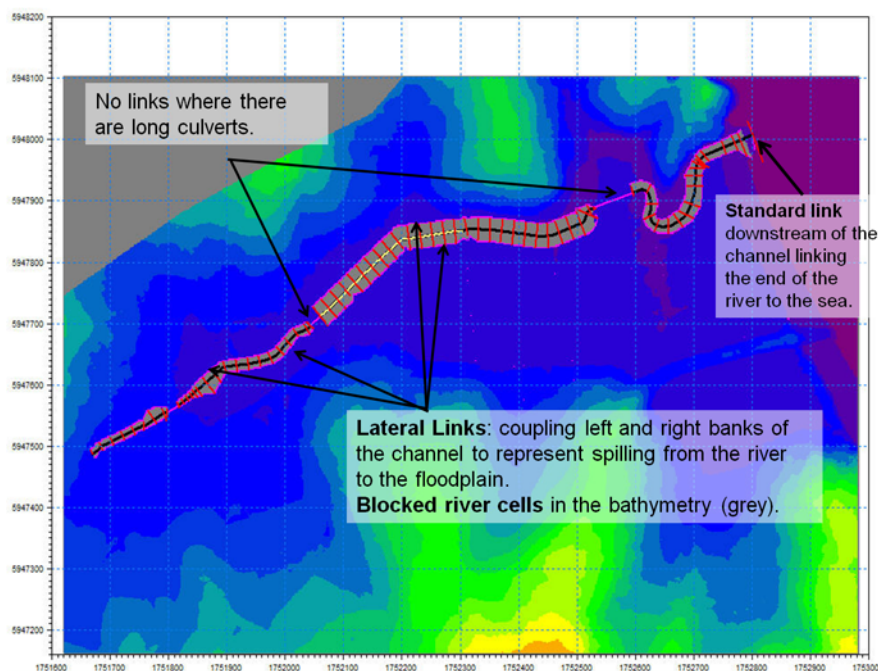 5948200
5948100
5948000
5947900
5947800
5947700
5947600
5947500
5947400
5947300
5947200
No links where there
are long culverts.
Standard link
downstream of the
channel linking
the end of the
river to the sea.
Lateral Links: coupling left and right banks of
the channel to represent spilling from the river
to the floodplain.
Blocked river cells in the bathymetry (grey).
1751600 1751700 1751800 1751900 1752000 1752100 1752200 1752300 1752400 1752500 1752600 1752700 1752800 1752900